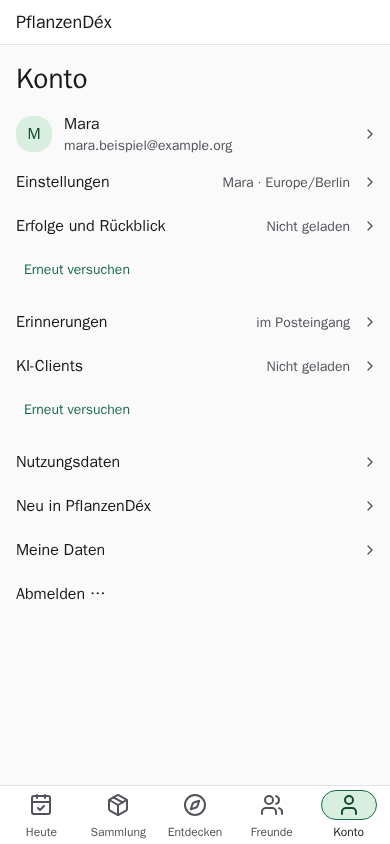 PflanzenDéx
Konto
M
Mara
mara.beispiel@example.org
Einstellungen Mara · Europe/Berlin
Erfolge und Rückblick Nicht geladen
Erneut versuchen
Erinnerungen im Posteingang
KI-Clients Nicht geladen
Erneut versuchen
Nutzungsdaten
Neu in PflanzenDéx
Meine Daten
Abmelden ···
Heute Sammlung Entdecken Freunde Konto